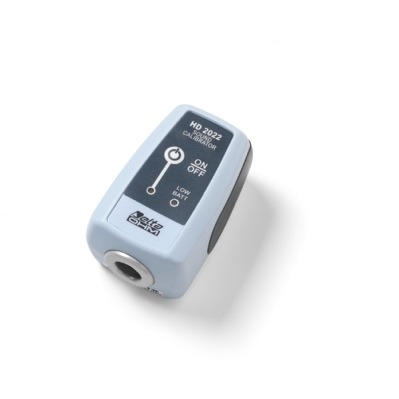 HD 2022
SOUND
CALIBRATOR
ON
OFF
LOW
BATT
Delta
OHM